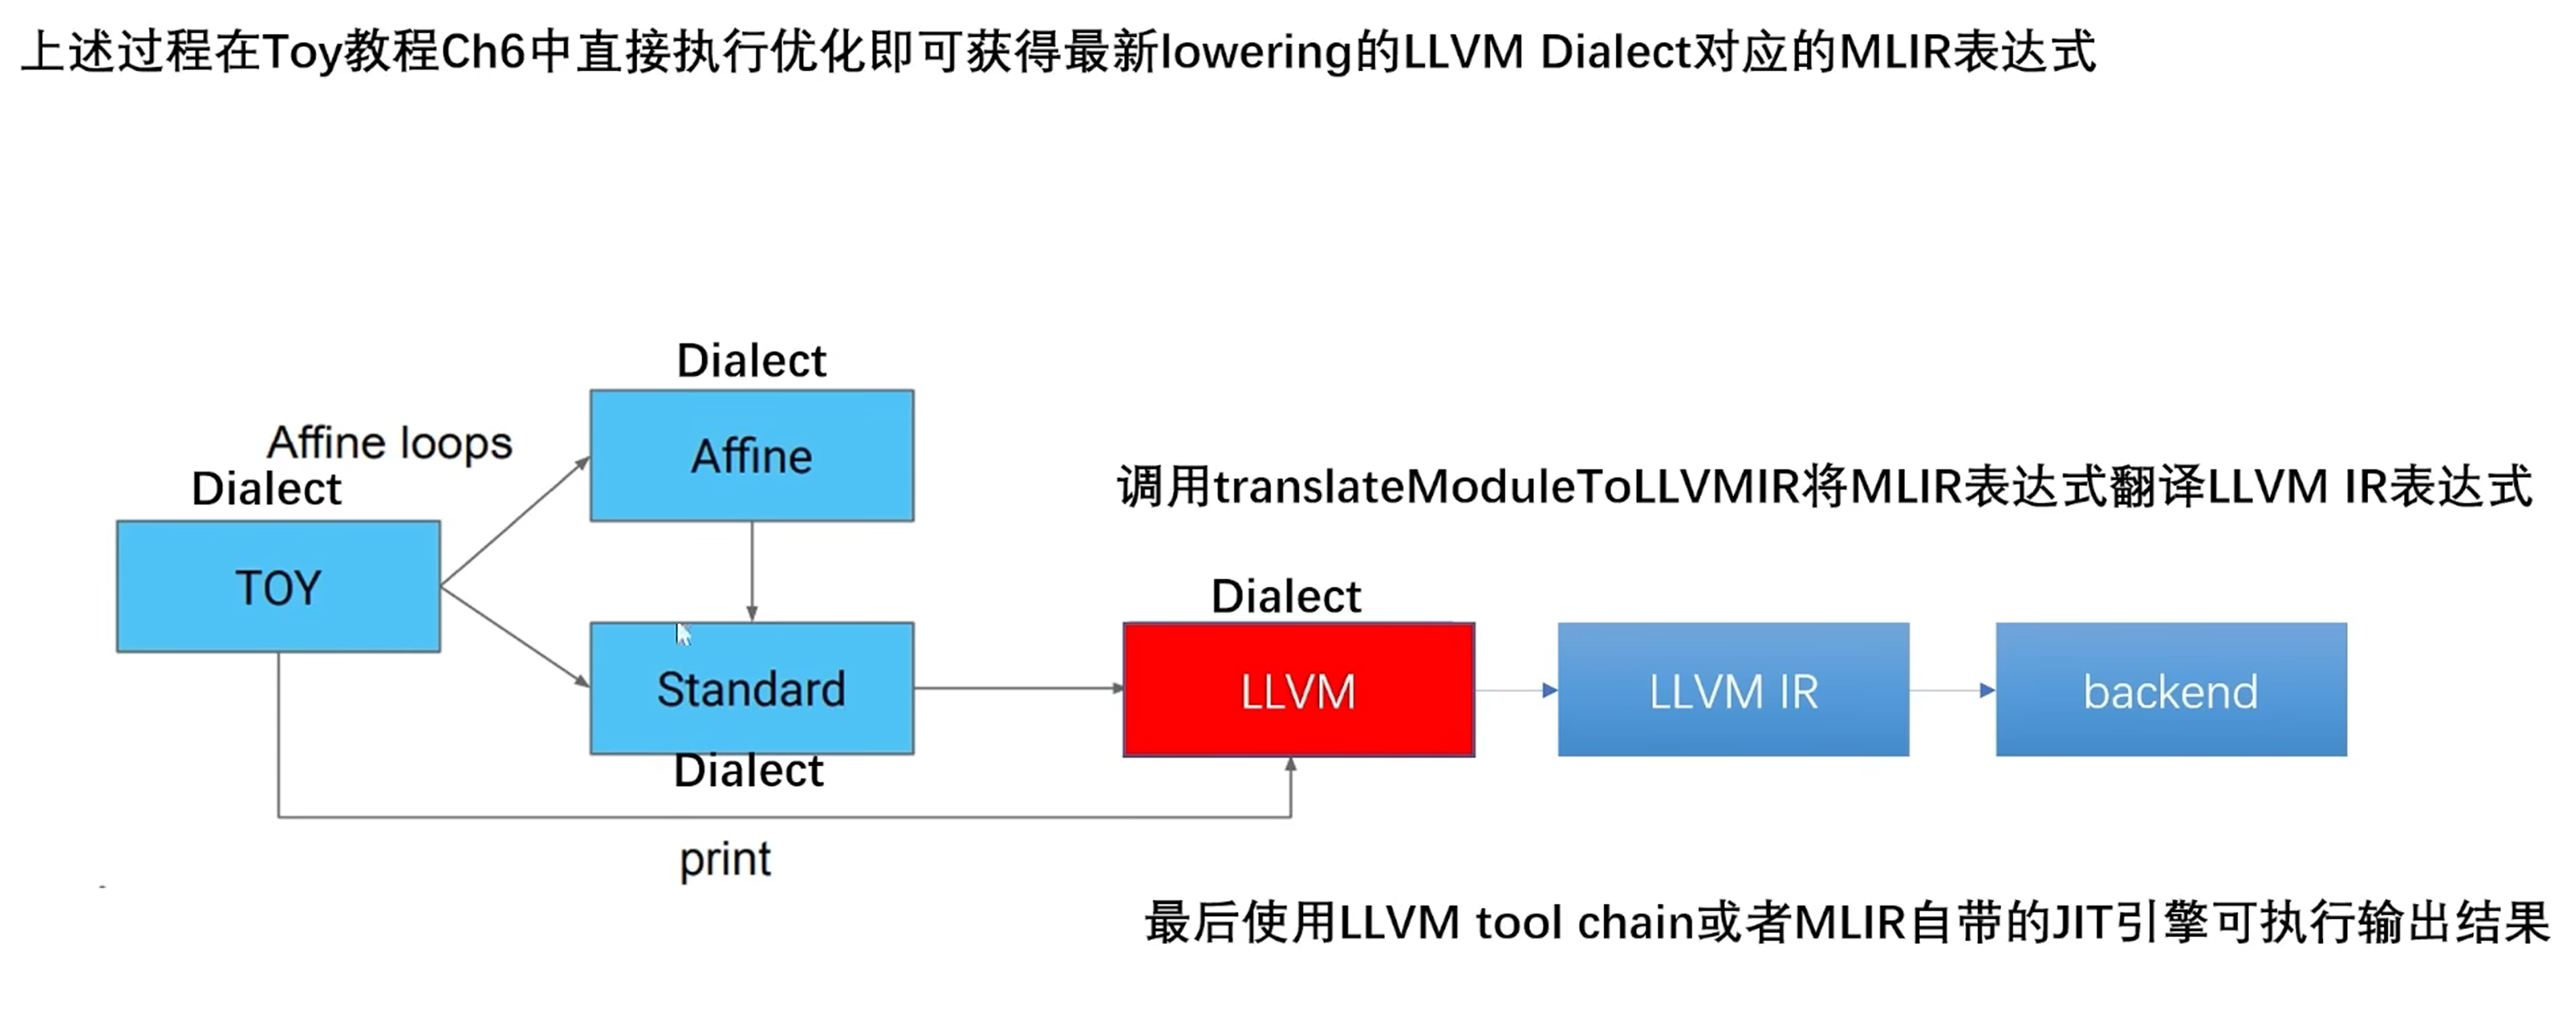 上述过程在Toy教程Ch6中直接执行优化即可获得最新lowering的LLVM Dialect对应的MLIR表达式
Dialect
Affine
Affine loops
Dialect
TOY
调用translateModuleToLLVMIR将MLIR表达式翻译LLVM IR表达式
Standard
Dialect
Dialect
LLVM
LLVM IR
backend
print
最后使用LLVM tool chain或者MLIR自带的JIT引擎可执行输出结果